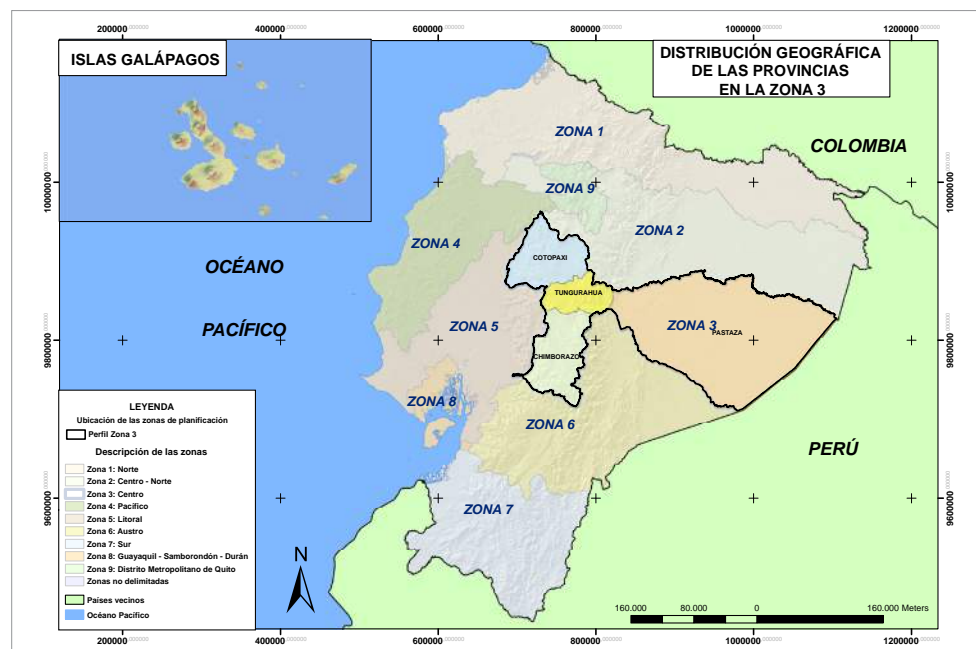 200000
400000
600000
800000
1000000
1200000
ISLAS GALÁPAGOS
DISTRIBUCIÓN GEOGRÁFICA
DE LAS PROVINCIAS
EN LA ZONA 3
ZONA 1
COLOMBIA
10000000
10000000
ZONA 9
ZONA 2
ZONA 4
COTOPAXI
OCÉANO
TUNGURAHUA
PACÍFICO
ZONA 5
ZONA 3
PASTAZA
9800000
9800000
CHIMBORAZO
ZONA 8
ZONA 6
PERÚ
LEYENDA
Ubicación de las zonas de planificación
Perfil Zona 3
Descripción de las zonas
Zona 1: Norte
Zona 2: Centro - Norte
Zona 3: Centro
Zona 4: Pacífico
Zona 5: Litoral
Zona 6: Austro
Zona 7: Sur
Zona 8: Guayaquil - Samborondón - Durán
Zona 9: Distrito Metropolitano de Quito
Zonas no delimitadas
Países vecinos
Océano Pacífico
9600000
9600000
ZONA 7
N
160.000
80.000
0
160.000 Meters
200000
400000
600000
800000
1000000
1200000